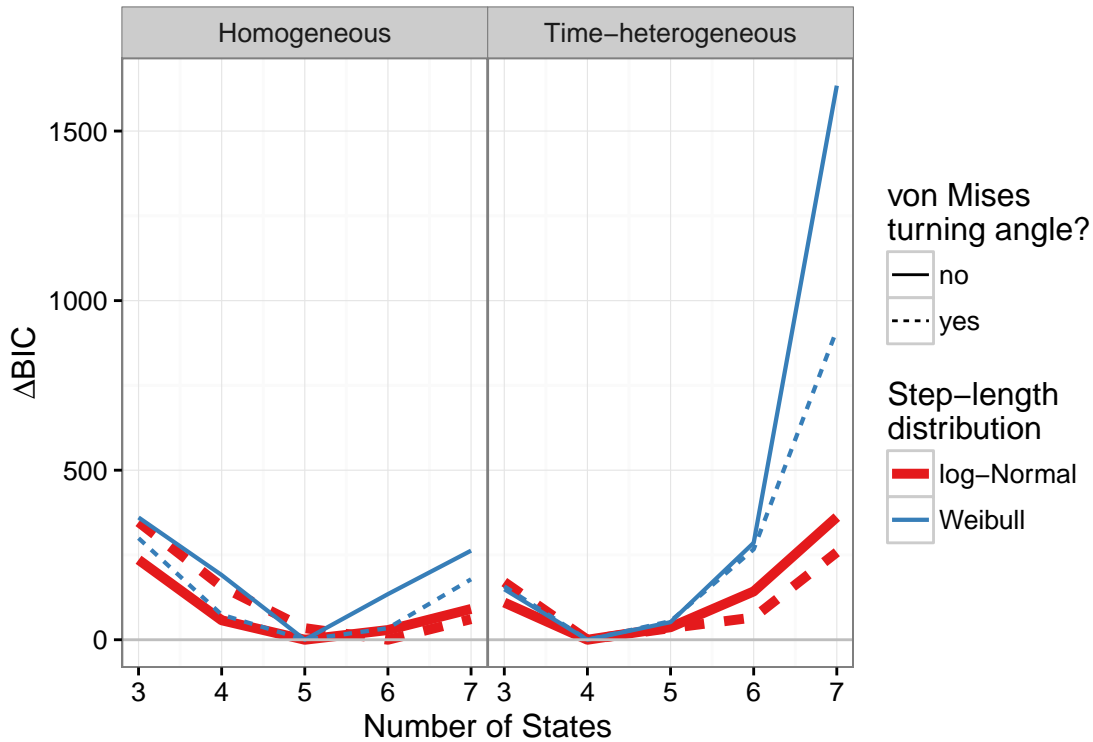 Homogeneous
Time−heterogeneous
ΔBIC
1500
1000
500
0
3 4 5 6 7
3 4 5 6 7
Number of States
von Mises
turning angle?
no
yes
Step−length
distribution
log−Normal
Weibull